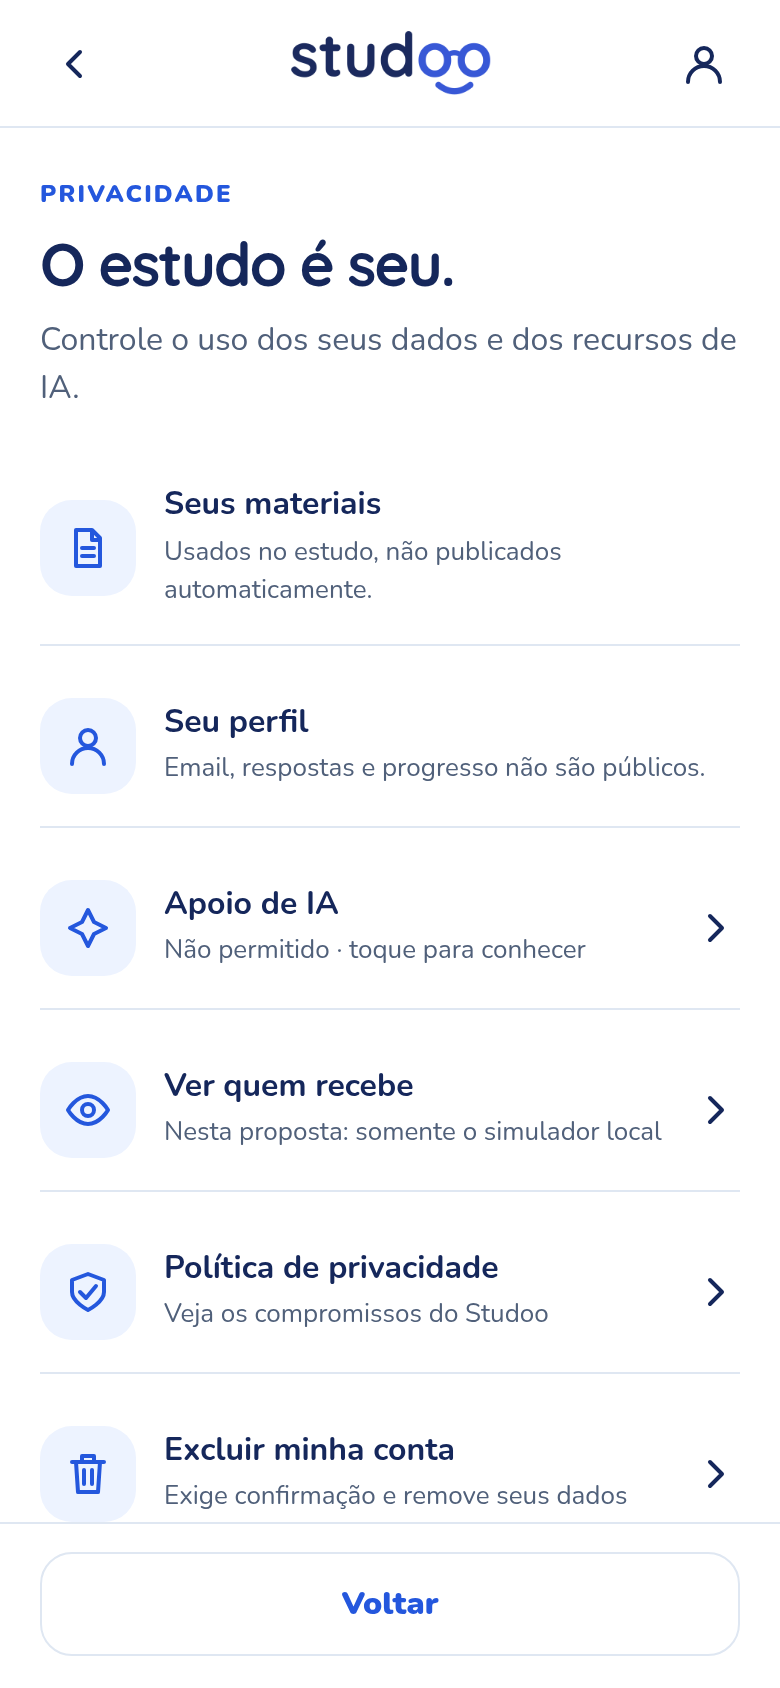 studoo
PRIVACIDADE
O estudo é seu.
Controle o uso dos seus dados e dos recursos de
IA.
Seus materiais
Usados no estudo, não publicados
automaticamente.
Seu perfil
Email, respostas e progresso não são públicos.
Apoio de IA
Não permitido · toque para conhecer
Ver quem recebe
Nesta proposta: somente o simulador local
Política de privacidade
Veja os compromissos do Studoo
Excluir minha conta
Exige confirmação e remove seus dados
Voltar